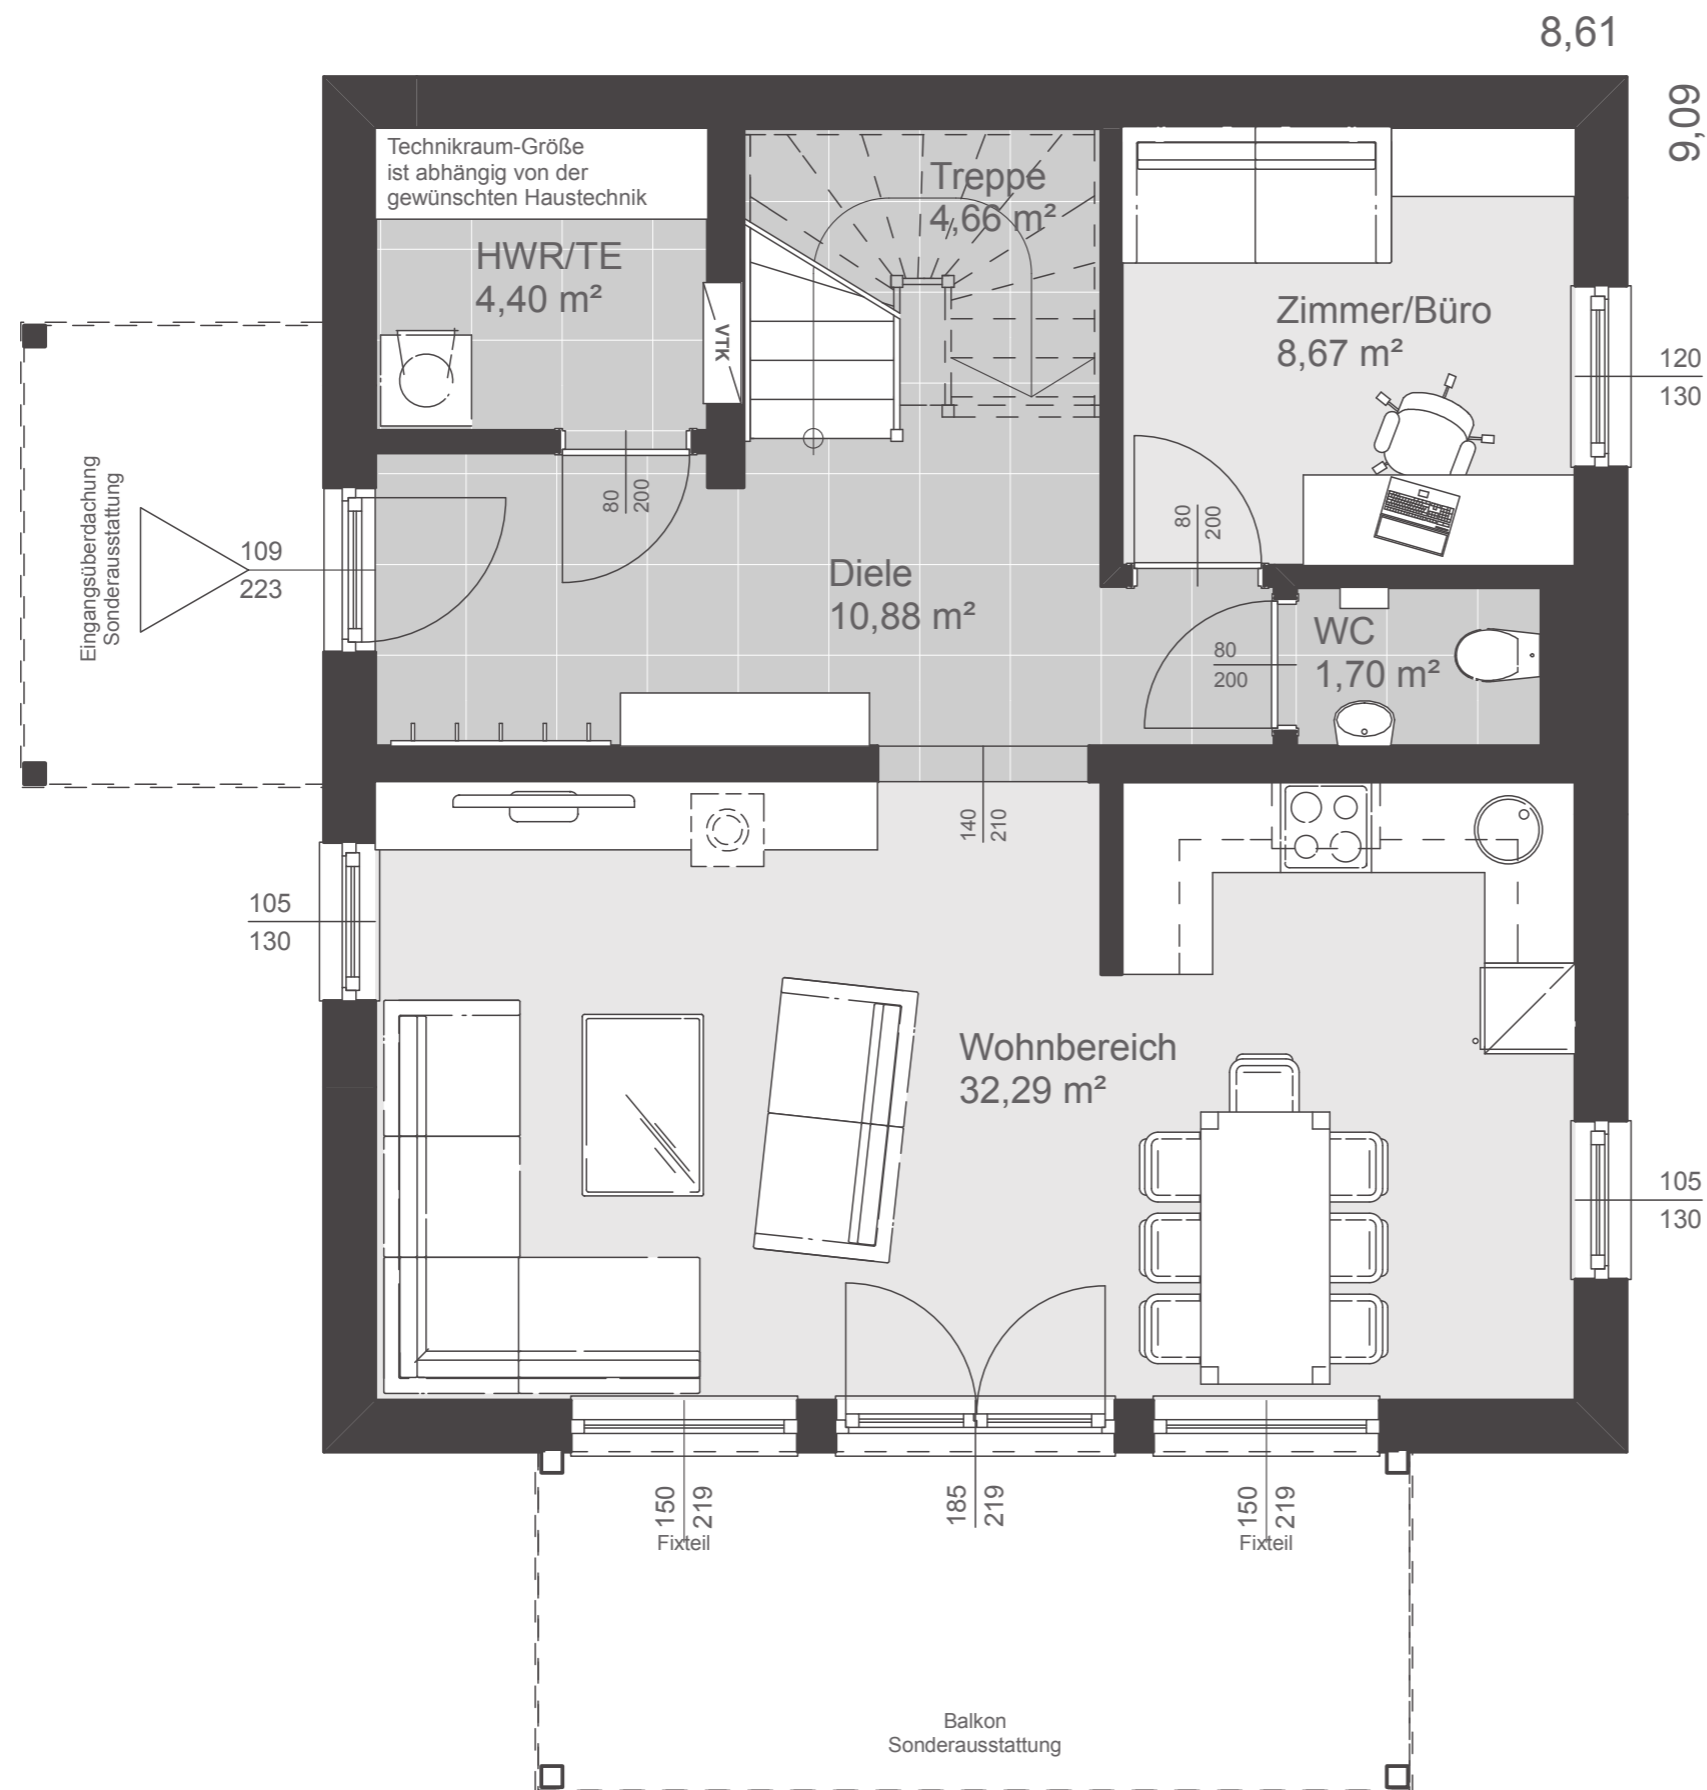 8,61
9,09
Technikraum-Größe
ist abhängig von der
gewünschten Haustechnik
HWR/TE
4,40 m²
Treppe
4,66 m²
Zimmer/Büro
8,67 m²
VTK
120
130
Eingangsüberdachung
Sonderausstattung
109
223
80
200
80
200
Diele
10,88 m²
WC
1,70 m²
80
200
140
210
105
130
Wohnbereich
32,29 m²
105
130
150
219
Fixteil
185
219
150
219
Fixteil
Balkon
Sonderausstattung